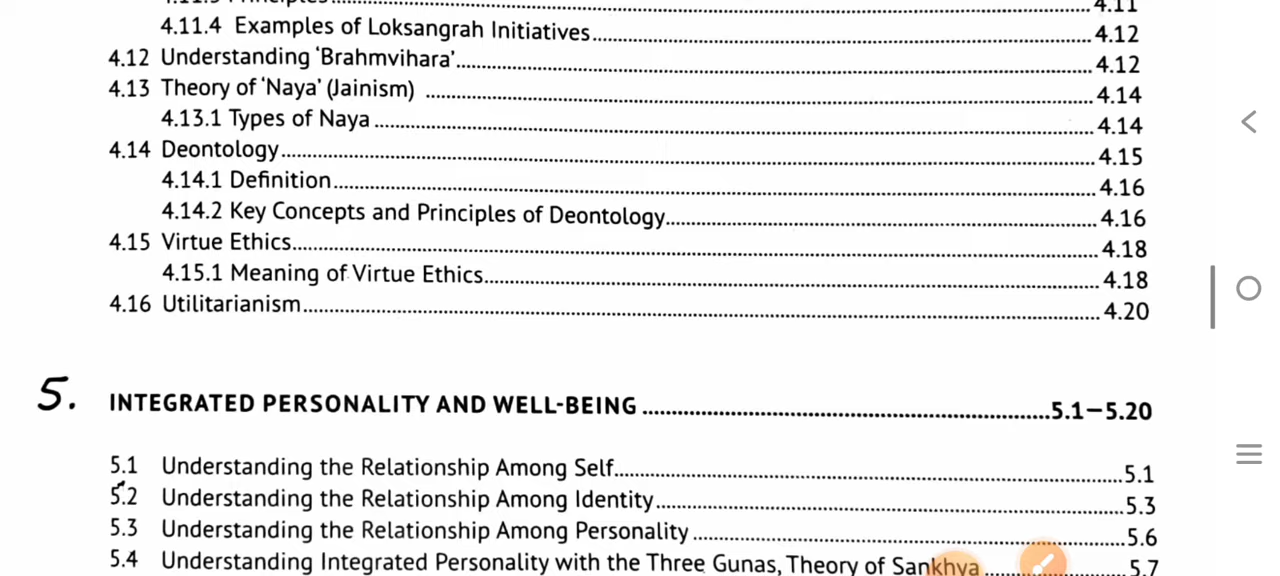 4.11
4.11.4 Examples of Loksangrah Initiatives 4.12
4.12 Understanding ‘Brahmvihara’ 4.12
4.13 Theory of ‘Naya’ (Jainism) 4.14
4.13.1 Types of Naya 4.14
4.14 Deontology 4.15
4.14.1 Definition 4.16
4.14.2 Key Concepts and Principles of Deontology 4.16
4.15 Virtue Ethics 4.18
4.15.1 Meaning of Virtue Ethics 4.18
4.16 Utilitarianism 4.20
5. INTEGRATED PERSONALITY AND WELL-BEING 5.1–5.20
5.1 Understanding the Relationship Among Self 5.1
5.2 Understanding the Relationship Among Identity 5.3
5.3 Understanding the Relationship Among Personality 5.6
5.4 Understanding Integrated Personality with the Three Gunas, Theory of Sankhya 5.7